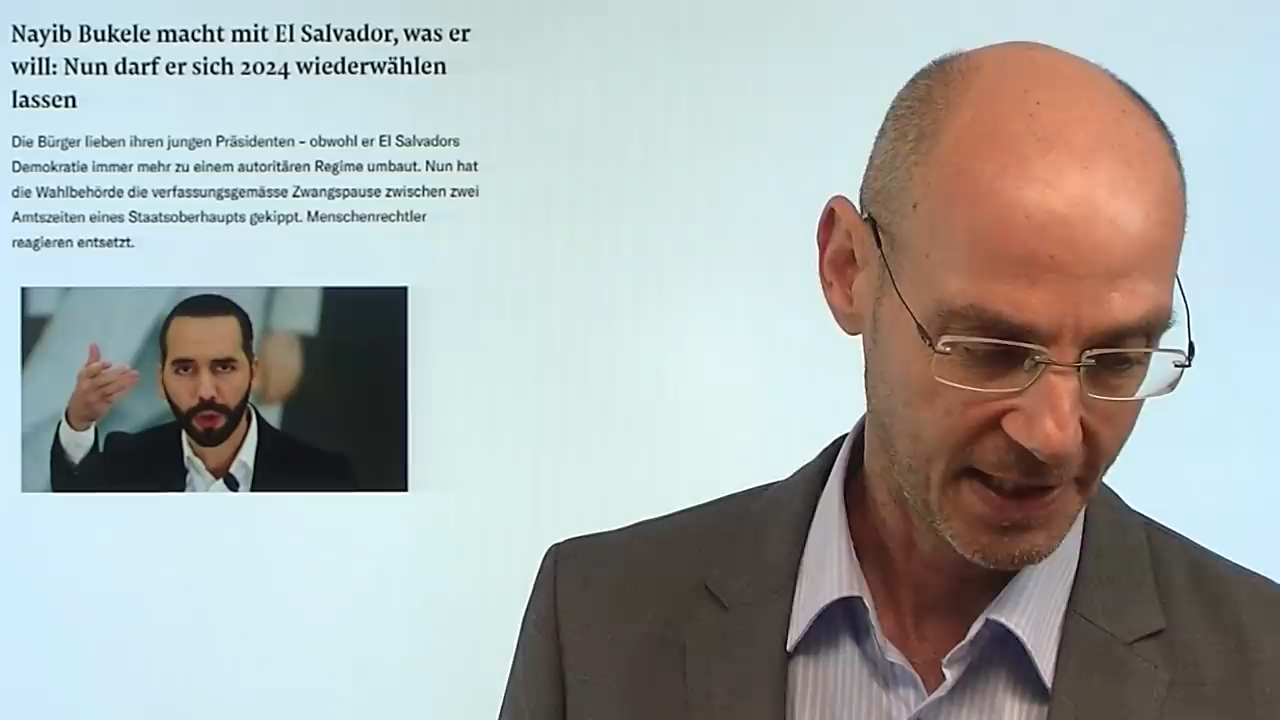 Nayib Bukele macht mit El Salvador, was er
will: Nun darf er sich 2024 wiederwählen
lassen
Die Bürger lieben ihren jungen Präsidenten – obwohl er El Salvadors
Demokratie immer mehr zu einem autoritären Regime umbaut. Nun hat
die Wahlbehörde die verfassungsgemässe Zwangspause zwischen zwei
Amtszeiten eines Staatsoberhaupts gekippt. Menschenrechtler
reagieren entsetzt.